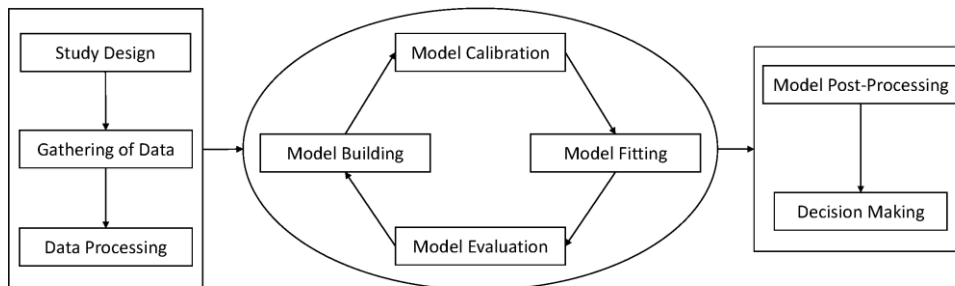 Study Design
Gathering of Data
Data Processing
Model Calibration
Model Building
Model Fitting
Model Evaluation
Model Post-Processing
Decision Making